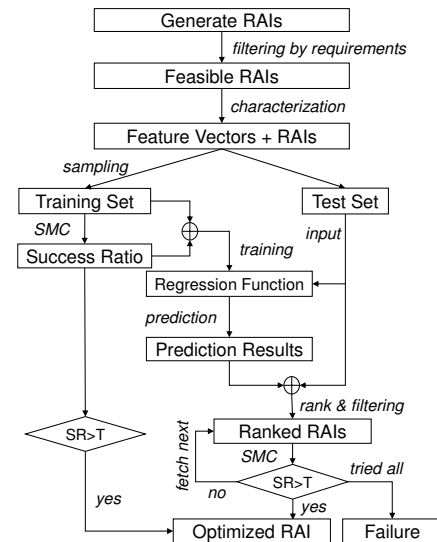 Generate RAIs
filtering by requirements
Feasible RAIs
characterization
Feature Vectors + RAIs
sampling
Training Set
Test Set
SMC
input
Success Ratio
training
Regression Function
prediction
Prediction Results
rank & filtering
Ranked RAIs
fetch next
SMC
tried all
SR>T
SR>T
no
yes
yes
Optimized RAI
Failure